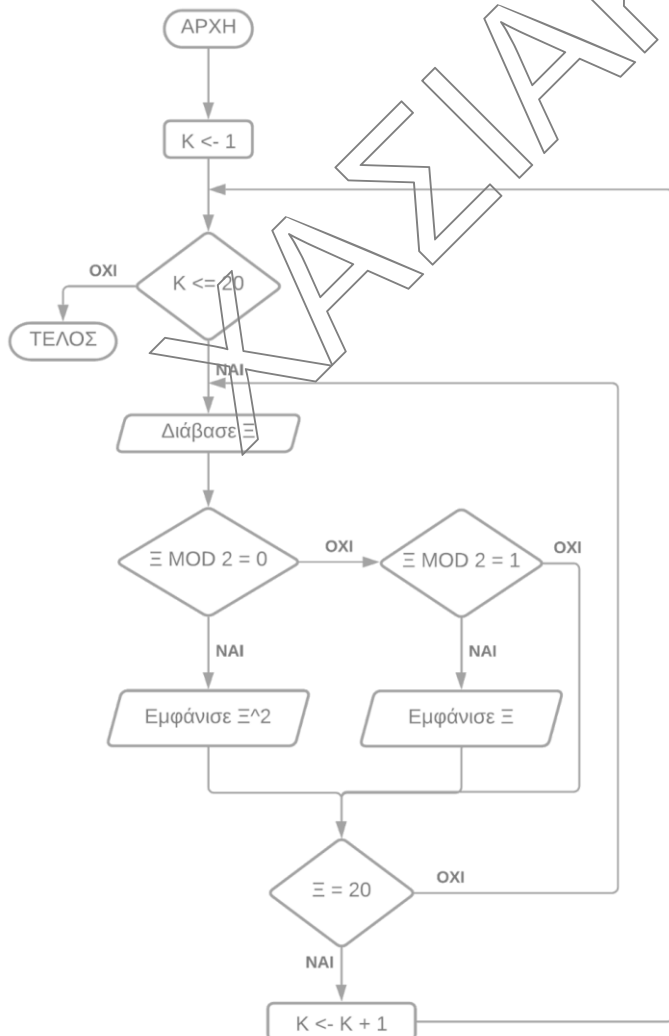 ΑΡΧΗ
Κ <- 1
Κ <= 20
ΟΧΙ
ΤΕΛΟΣ
ΝΑΙ
Διάβασε Ξ
Ξ MOD 2 = 0
ΟΧΙ
Ξ MOD 2 = 1
ΟΧΙ
ΝΑΙ
ΝΑΙ
Εμφάνισε Ξ^2
Εμφάνισε Ξ
Ξ = 20
ΟΧΙ
ΝΑΙ
Κ <- Κ + 1